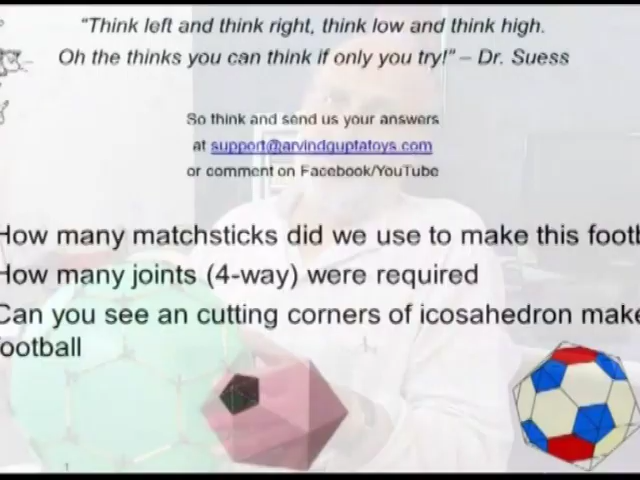 “Think left and think right, think low and think high.
Oh the thinks you can think if only you try!” – Dr. Suess
So think and send us your answers
at support@arvindguptatoys.com
or comment on Facebook/YouTube
How many matchsticks did we use to make this footb
How many joints (4-way) were required
Can you see an cutting corners of icosahedron make
football
1